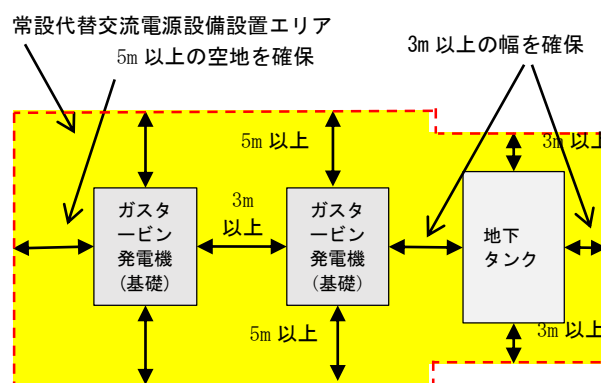 常設代替交流電源設備設置エリア
5m 以上の空地を確保
3m 以上の幅を確保
5m 以上
3m 以上
3m
以上
ガスタ
ービン
発電機
(基礎)
ガスタ
ービン
発電機
(基礎)
地下
タンク
5m 以上
3m 以上